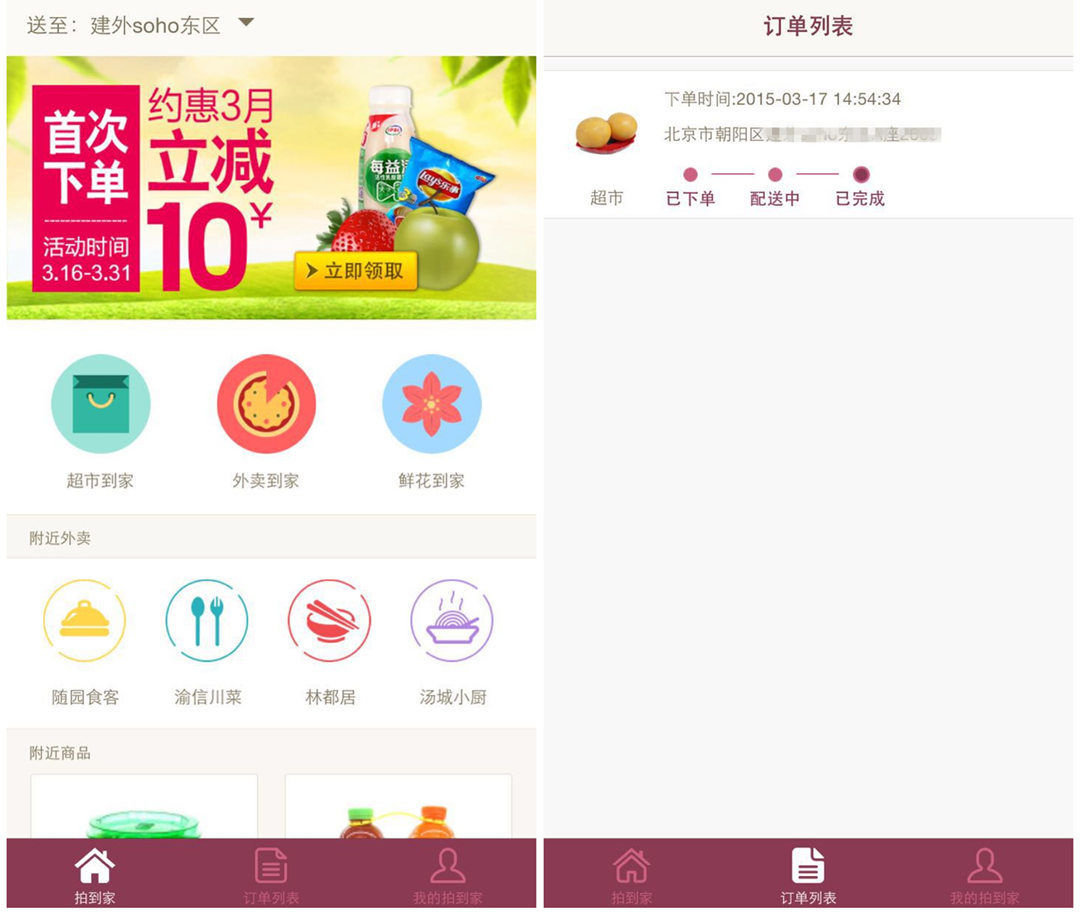 送至：建外soho东区
首次
下单
活动时间
3.16-3.31
约惠3月
立减
10¥
每益添
Lay's乐事
立即领取
超市到家
外卖到家
鲜花到家
附近外卖
随园食客
渝信川菜
林都居
汤城小厨
附近商品
拍到家
订单列表
我的拍到家
订单列表
下单时间:2015-03-17 14:54:34
北京市朝阳区
超市
已下单
配送中
已完成
拍到家
订单列表
我的拍到家